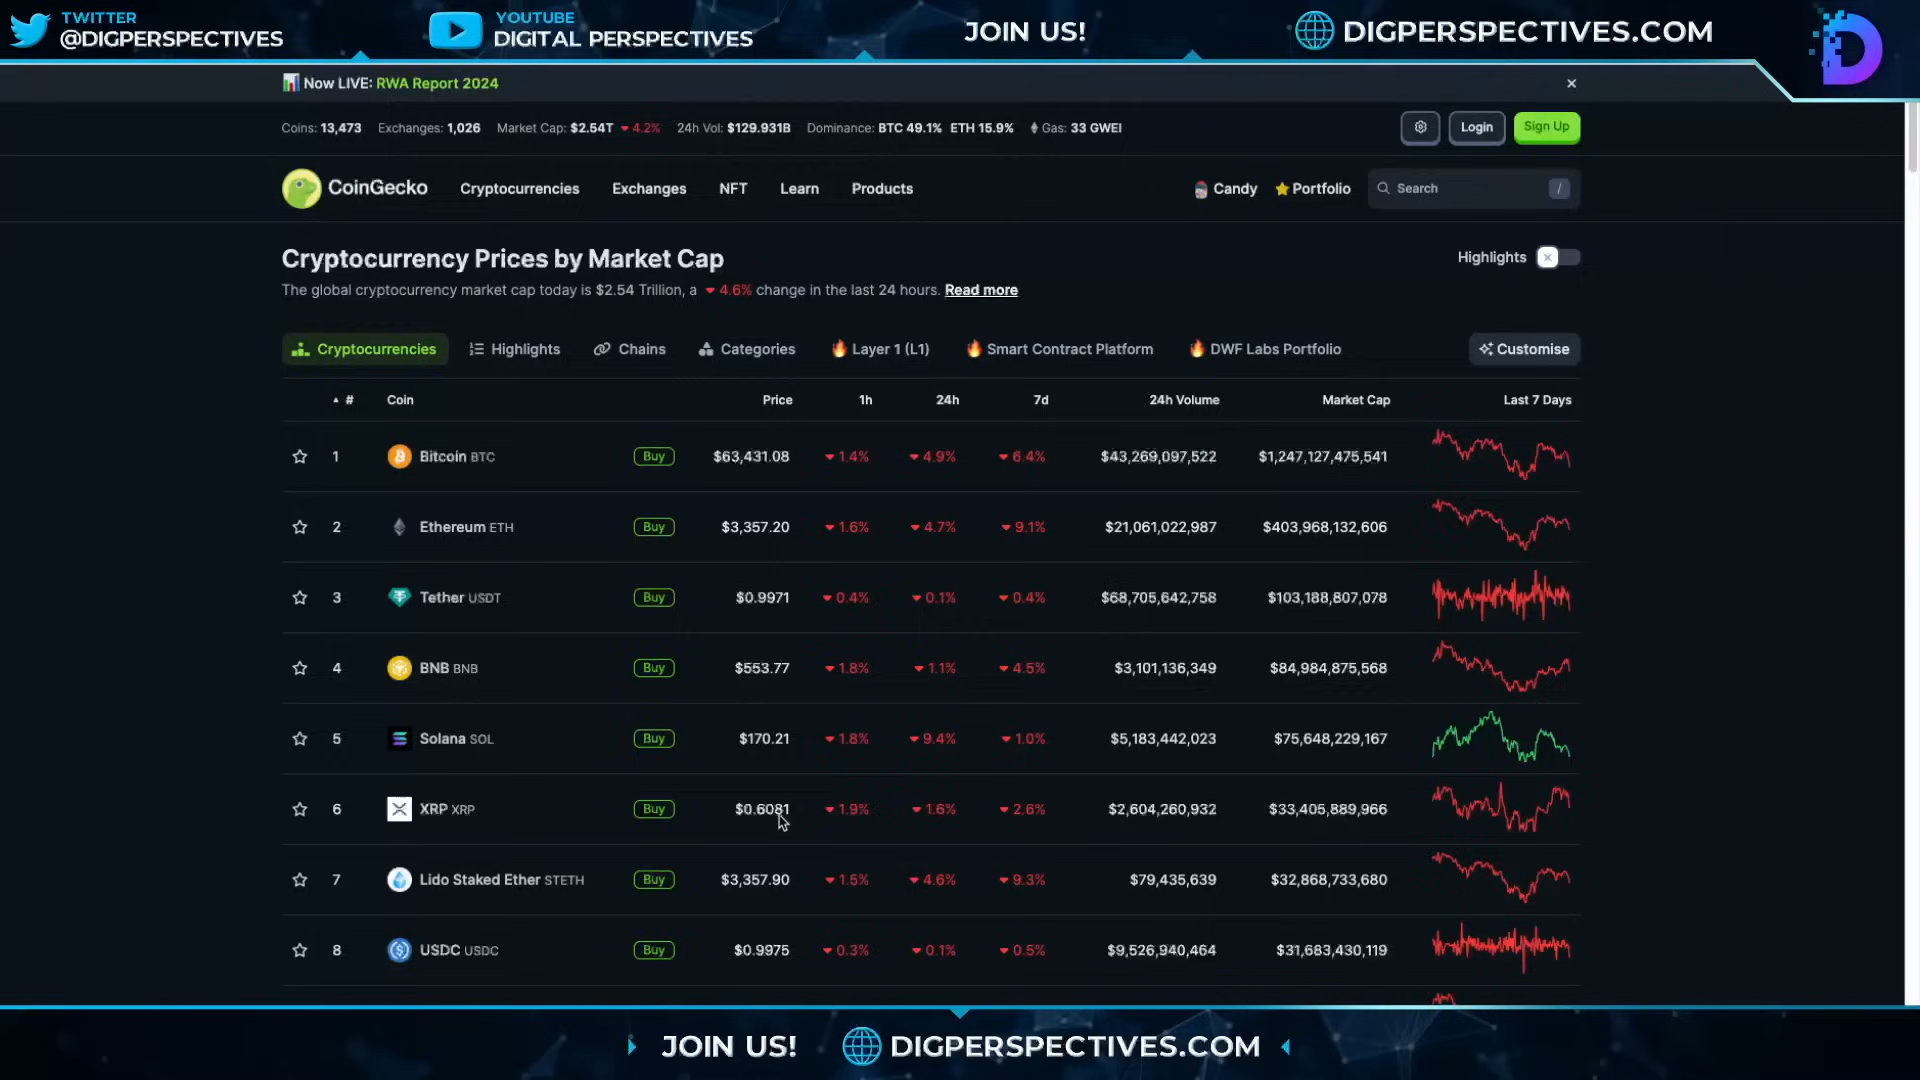 TWITTER
@DIGPERSPECTIVES
YOUTUBE
DIGITAL PERSPECTIVES
JOIN US!
DIGPERSPECTIVES.COM
Now LIVE: RWA Report 2024
Coins: 13,473 Exchanges: 1,026 Market Cap: $2.54T 4.2% 24h Vol: $129.931B Dominance: BTC 49.1% ETH 15.9% Gas: 33 GWEI
Login
Sign Up
CoinGecko
Cryptocurrencies Exchanges NFT Learn Products
Candy Portfolio Search /
Cryptocurrency Prices by Market Cap
Highlights
The global cryptocurrency market cap today is $2.54 Trillion, a 4.6% change in the last 24 hours. Read more
Cryptocurrencies Highlights Chains Categories Layer 1 (L1) Smart Contract Platform DWF Labs Portfolio Customise
# Coin Price 1h 24h 7d 24h Volume Market Cap Last 7 Days
1 Bitcoin BTC Buy $63,431.08 1.4% 4.9% 6.4% $43,269,097,522 $1,247,127,475,541
2 Ethereum ETH Buy $3,357.20 1.6% 4.7% 9.1% $21,061,022,987 $403,968,132,606
3 Tether USDT Buy $0.9971 0.4% 0.1% 0.4% $68,705,642,758 $103,188,807,078
4 BNB BNB Buy $553.77 1.8% 1.1% 4.5% $3,101,136,349 $84,984,875,568
5 Solana SOL Buy $170.21 1.8% 9.4% 1.0% $5,183,442,023 $75,648,229,167
6 XRP XRP Buy $0.6081 1.9% 1.6% 2.6% $2,604,260,932 $33,405,889,966
7 Lido Staked Ether STETH Buy $3,357.90 1.5% 4.6% 9.3% $79,435,639 $32,868,733,680
8 USDC USDC Buy $0.9975 0.3% 0.1% 0.5% $9,526,940,464 $31,683,430,119
JOIN US! DIGPERSPECTIVES.COM